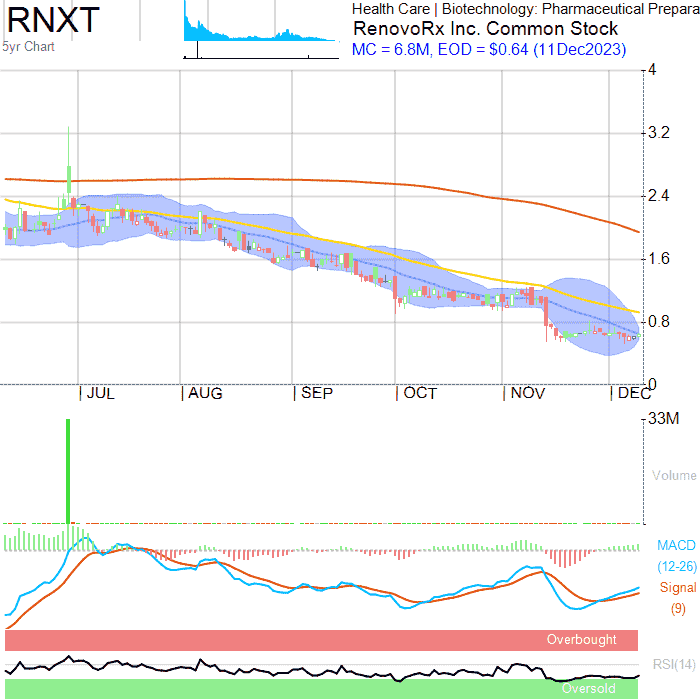 RNXT
5yr Chart
Health Care | Biotechnology: Pharmaceutical Prepara
RenovoRx Inc. Common Stock
MC = 6.8M, EOD = $0.64 (11Dec2023)
4
3.2
2.4
1.6
0.8
0
JUL
AUG
SEP
OCT
NOV
DEC
33M
Volume
MACD
(12-26)
Signal
(9)
Overbought
RSI(14)
Oversold